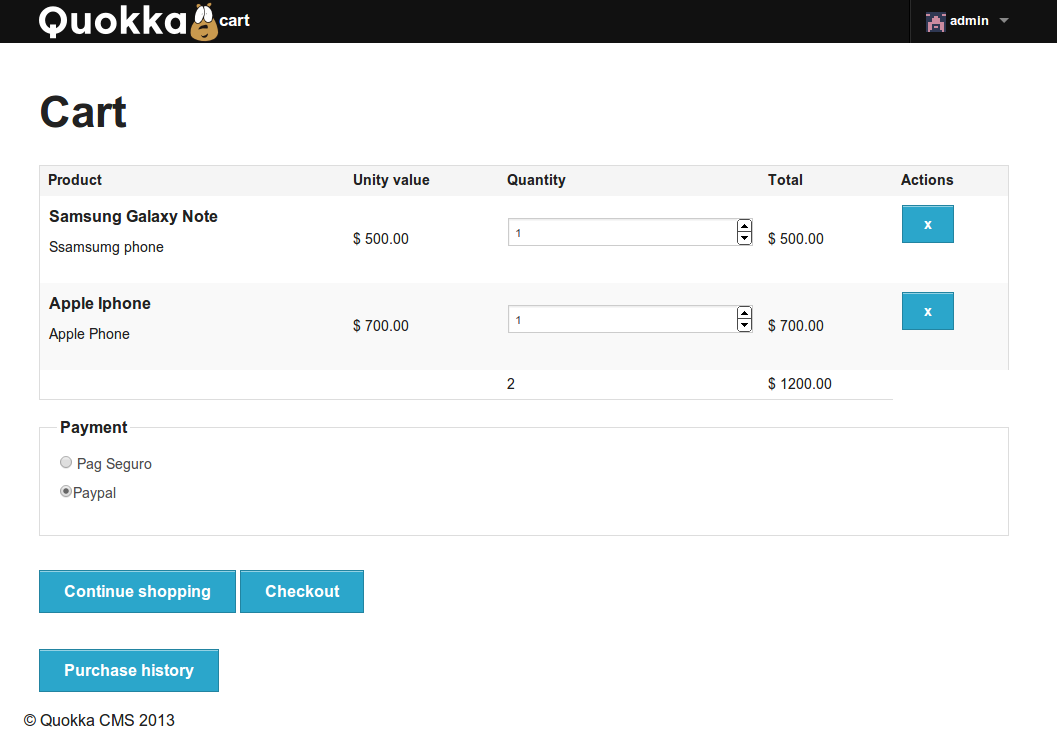 Quokka cart admin
Cart
Product Unity value Quantity Total Actions
Samsung Galaxy Note
Ssamsumg phone
$ 500.00 1 $ 500.00 x
Apple Iphone
Apple Phone
$ 700.00 1 $ 700.00 x
2 $ 1200.00
Payment
Pag Seguro
Paypal
Continue shopping Checkout
Purchase history
© Quokka CMS 2013